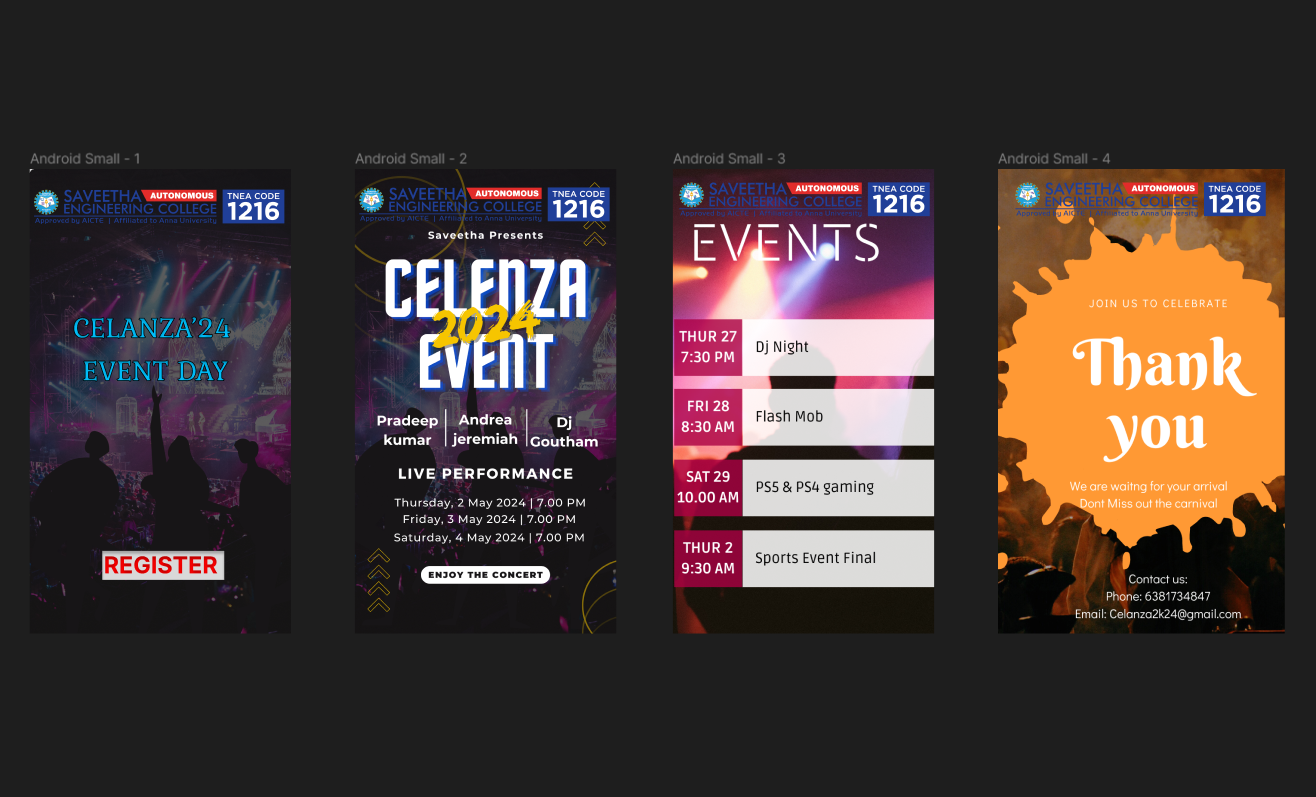 Android Small - 1
SAVEETHA AUTONOMOUS
ENGINEERING COLLEGE
Approved by AICTE | Affiliated to Anna University
TNEA CODE
1216
CELANZA'24
EVENT DAY
REGISTER
Android Small - 2
SAVEETHA AUTONOMOUS
ENGINEERING COLLEGE
Approved by AICTE | Affiliated to Anna University
TNEA CODE
1216
Saveetha Presents
CELENZA
2024
EVENT
Pradeep
kumar
Andrea
jeremiah
Dj
Goutham
LIVE PERFORMANCE
Thursday, 2 May 2024 | 7.00 PM
Friday, 3 May 2024 | 7.00 PM
Saturday, 4 May 2024 | 7.00 PM
ENJOY THE CONCERT
Android Small - 3
SAVEETHA AUTONOMOUS
ENGINEERING COLLEGE
Approved by AICTE | Affiliated to Anna University
TNEA CODE
1216
EVENTS
THUR 27
7:30 PM
Dj Night
FRI 28
8:30 AM
Flash Mob
SAT 29
10.00 AM
PS5 & PS4 gaming
THUR 2
9:30 AM
Sports Event Final
Android Small - 4
SAVEETHA AUTONOMOUS
ENGINEERING COLLEGE
Approved by AICTE | Affiliated to Anna University
TNEA CODE
1216
JOIN US TO CELEBRATE
Thank
you
We are waitng for your arrival
Dont Miss out the carnival
Contact us:
Phone: 6381734847
Email: Celanza2k24@gmail.com